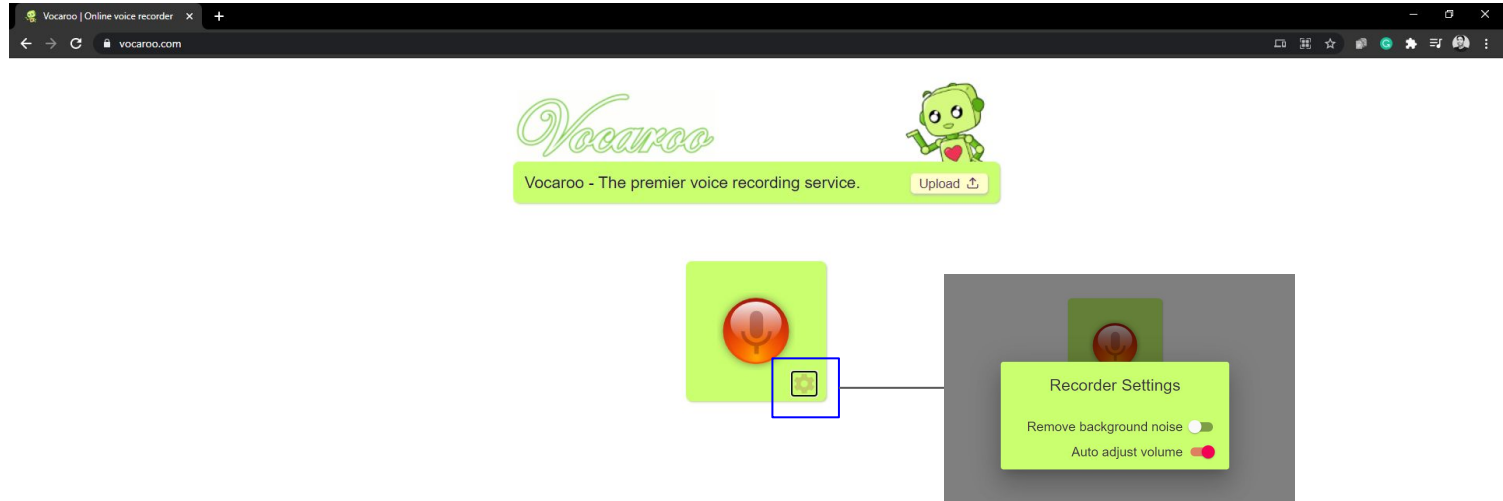 Vocaroo | Online voice recorder
vocaroo.com
Vocaroo
Vocaroo - The premier voice recording service.
Upload
Recorder Settings
Remove background noise
Auto adjust volume